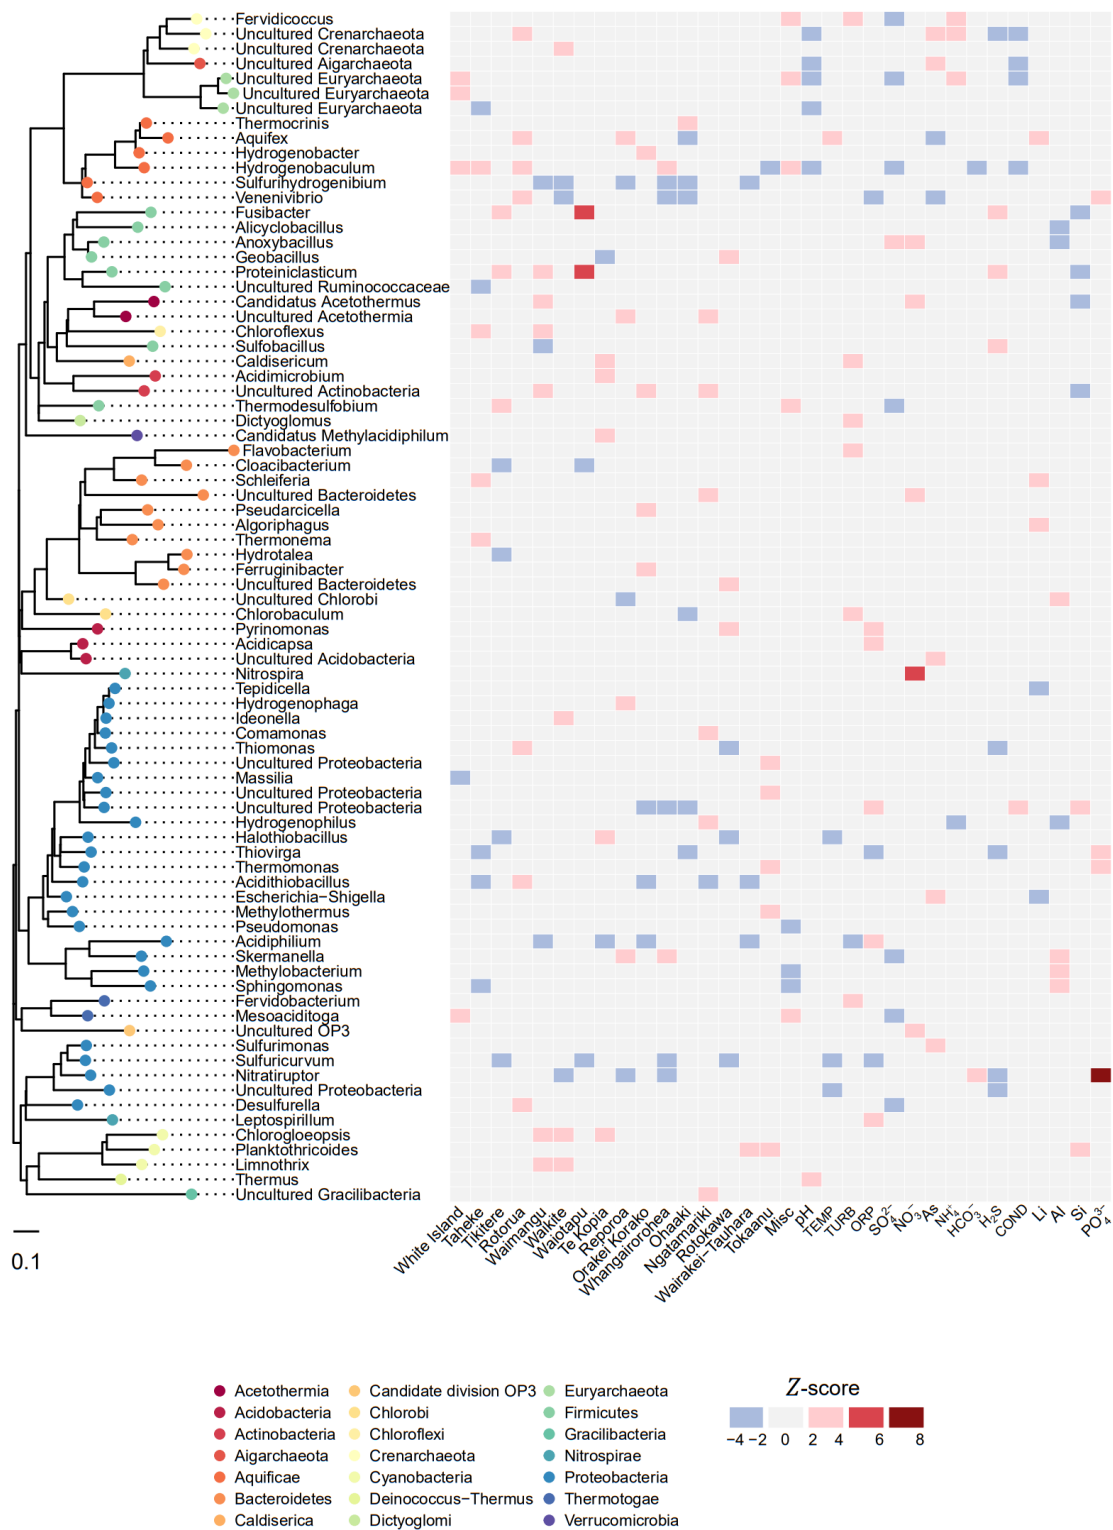 Fervidicoccus
Uncultured Crenarchaeota
Uncultured Crenarchaeota
Uncultured Aigarchaeota
Uncultured Euryarchaeota
Uncultured Euryarchaeota
Uncultured Euryarchaeota
Thermocrinis
Aquifex
Hydrogenobacter
Hydrogenobaculum
Sulfurihydrogenibium
Venenivibrio
Fusibacter
Alicyclobacillus
Anoxybacillus
Geobacillus
Proteiniclasticum
Uncultured Ruminococcaceae
Candidatus Acetothermus
Uncultured Acetothermia
Chloroflexus
Sulfobacillus
Caldisericum
Acidimicrobium
Uncultured Actinobacteria
Thermodesulfobium
Dictyoglomus
Candidatus Methylacidiphilum
Flavobacterium
Cloacibacterium
Schleiferia
Uncultured Bacteroidetes
Pseudarcicella
Algoriphagus
Thermonema
Hydrotalea
Ferruginibacter
Uncultured Bacteroidetes
Uncultured Chlorobi
Chlorobaculum
Pyrinomonas
Acidicapsa
Uncultured Acidobacteria
Nitrospira
Tepidicella
Hydrogenophaga
Ideonella
Comamonas
Thiomonas
Uncultured Proteobacteria
Massilia
Uncultured Proteobacteria
Uncultured Proteobacteria
Hydrogenophilus
Halothiobacillus
Thiovirga
Thermomonas
Acidithiobacillus
Escherichia−Shigella
Methylothermus
Pseudomonas
Acidiphilium
Skermanella
Methylobacterium
Sphingomonas
Fervidobacterium
Mesoaciditoga
Uncultured OP3
Sulfurimonas
Sulfuricurvum
Nitratiruptor
Uncultured Proteobacteria
Desulfurella
Leptospirillum
Chlorogloeopsis
Planktothricoides
Limnothrix
Thermus
Uncultured Gracilibacteria
White Island
Taheke
Tikitere
Rotorua
Waimangu
Waikite
Waiotapu
Te Kopia
Reporoa
Orakei Korako
Whangairorohea
Ohaaki
Ngatamariki
Rotokawa
Wairakei−Tauhara
Tokaanu
Misc
pH
TEMP
TURB
ORP
SO₄²⁻
NO₃⁻
As
NH₄⁺
HCO₃⁻
H₂S
COND
Li
Al
Si
PO₄³⁻
0.1
Acetothermia
Acidobacteria
Actinobacteria
Aigarchaeota
Aquificae
Bacteroidetes
Caldiserica
Candidate division OP3
Chlorobi
Chloroflexi
Crenarchaeota
Cyanobacteria
Deinococcus−Thermus
Dictyoglomi
Euryarchaeota
Firmicutes
Gracilibacteria
Nitrospirae
Proteobacteria
Thermotogae
Verrucomicrobia
Z-score
−4 −2 0 2 4 6 8